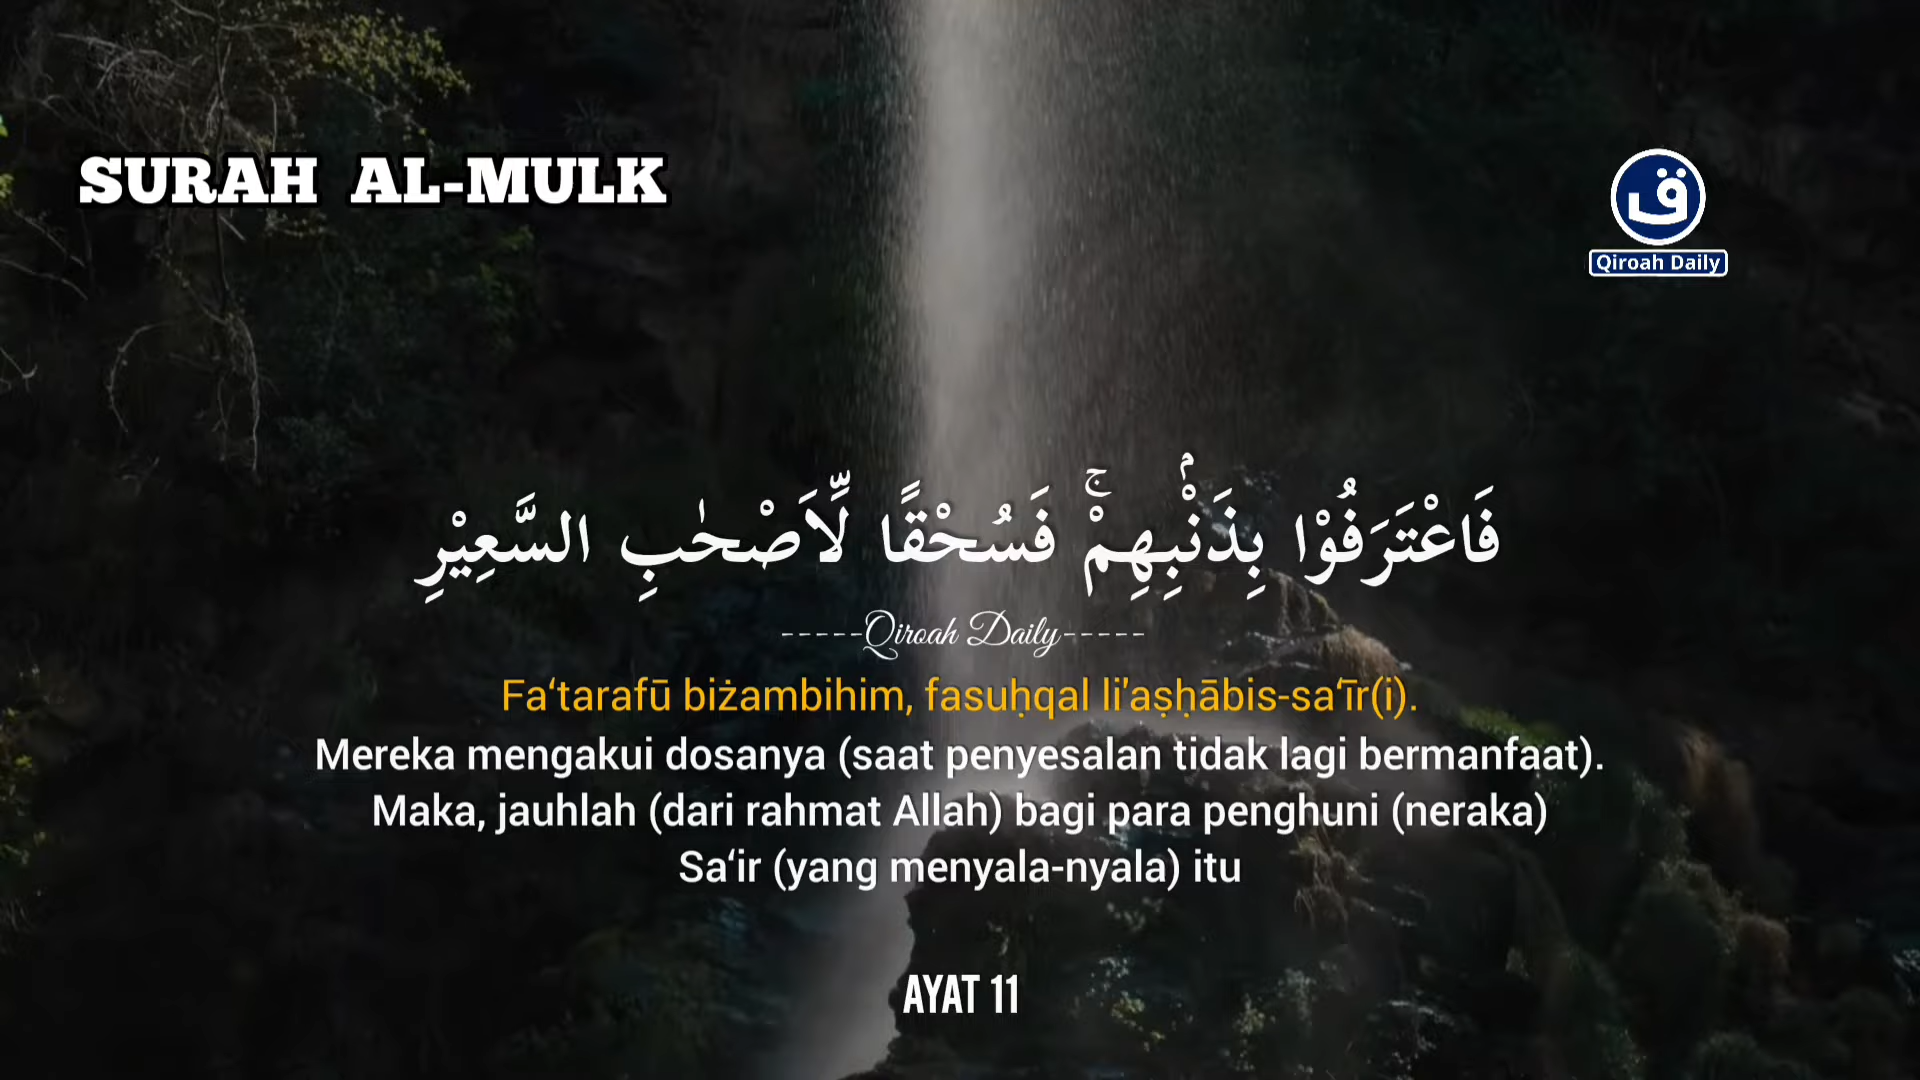 SURAH AL-MULK
ق
Qiroah Daily
فَاعْتَرَفُوْا بِذَنْۢبِهِمْۚ فَسُحْقًا لِّاَصْحٰبِ السَّعِيْرِ
-----Qiroah Daily-----
Fa‘tarafū biżambihim, fasuḥqal li'aṣḥābis-sa‘īr(i).
Mereka mengakui dosanya (saat penyesalan tidak lagi bermanfaat).
Maka, jauhlah (dari rahmat Allah) bagi para penghuni (neraka)
Sa‘ir (yang menyala-nyala) itu
AYAT 11